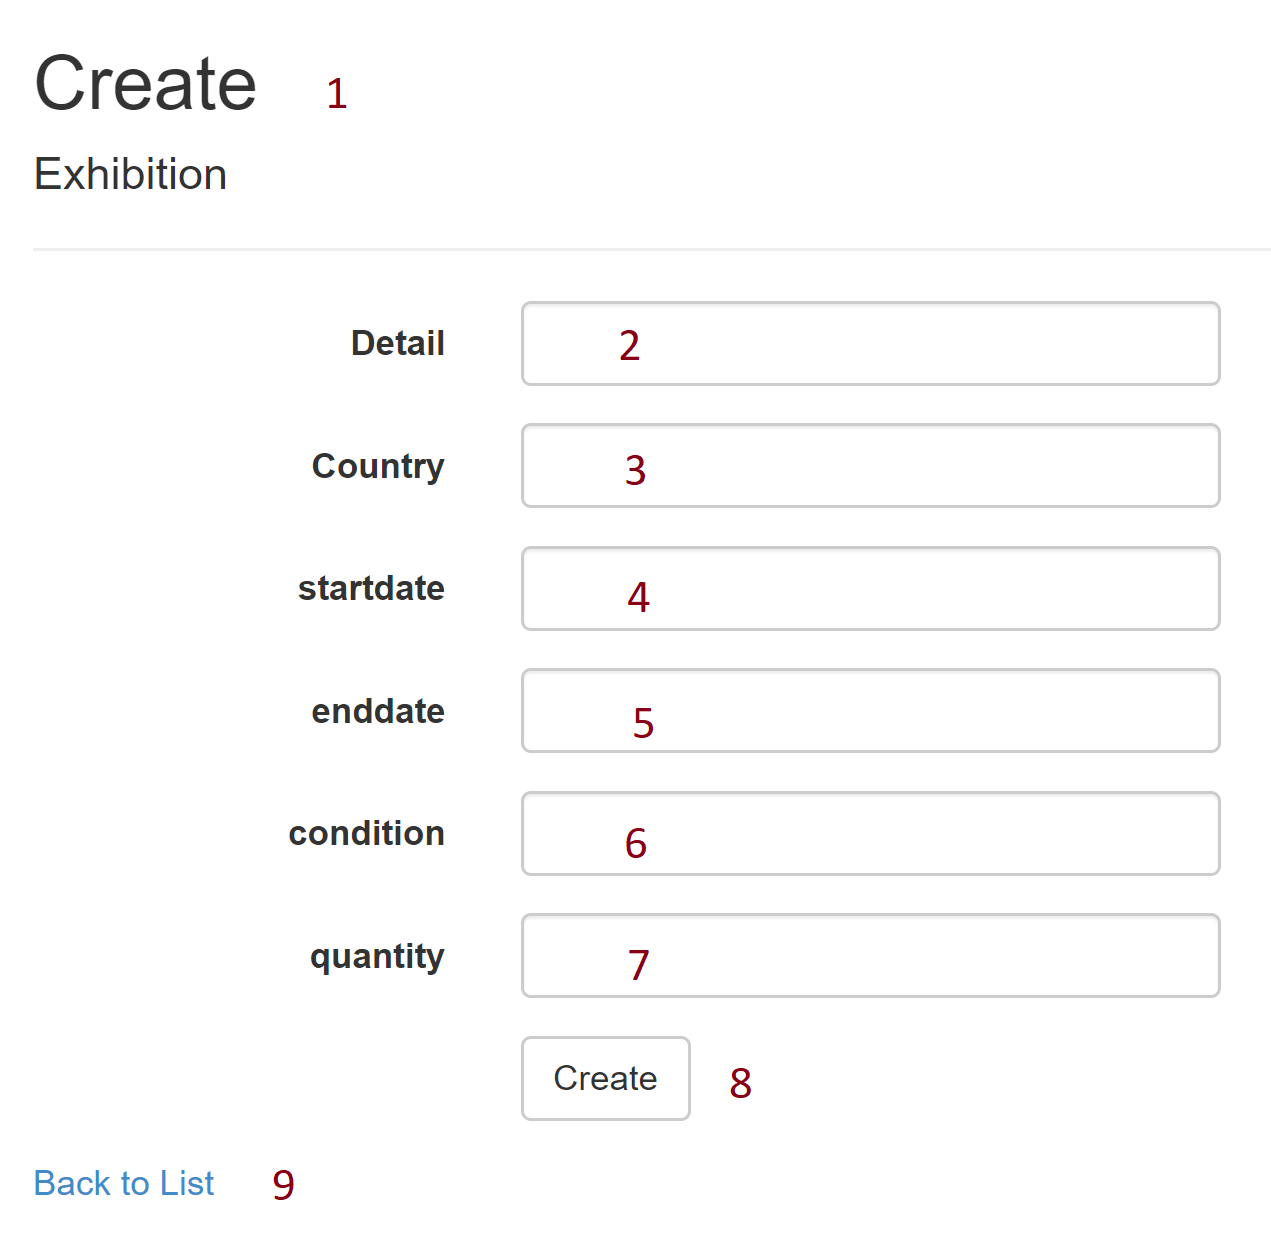 Create 1
Exhibition
Detail 2
Country 3
startdate 4
enddate 5
condition 6
quantity 7
Create 8
Back to List 9